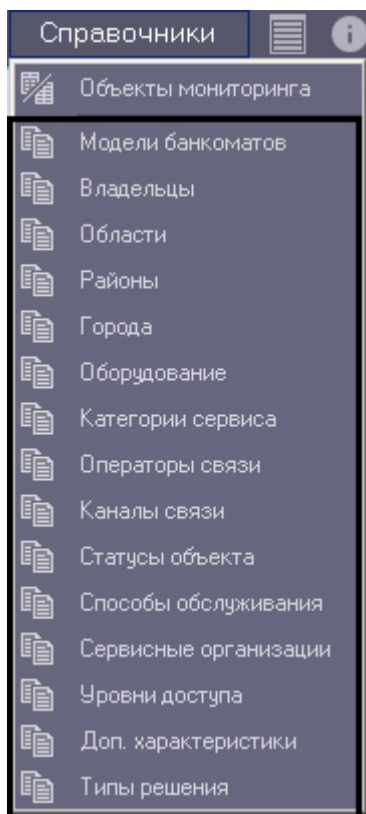 Справочники
Объекты мониторинга
Модели банкоматов
Владельцы
Области
Районы
Города
Оборудование
Категории сервиса
Операторы связи
Каналы связи
Статусы объекта
Способы обслуживания
Сервисные организации
Уровни доступа
Доп. характеристики
Типы решения